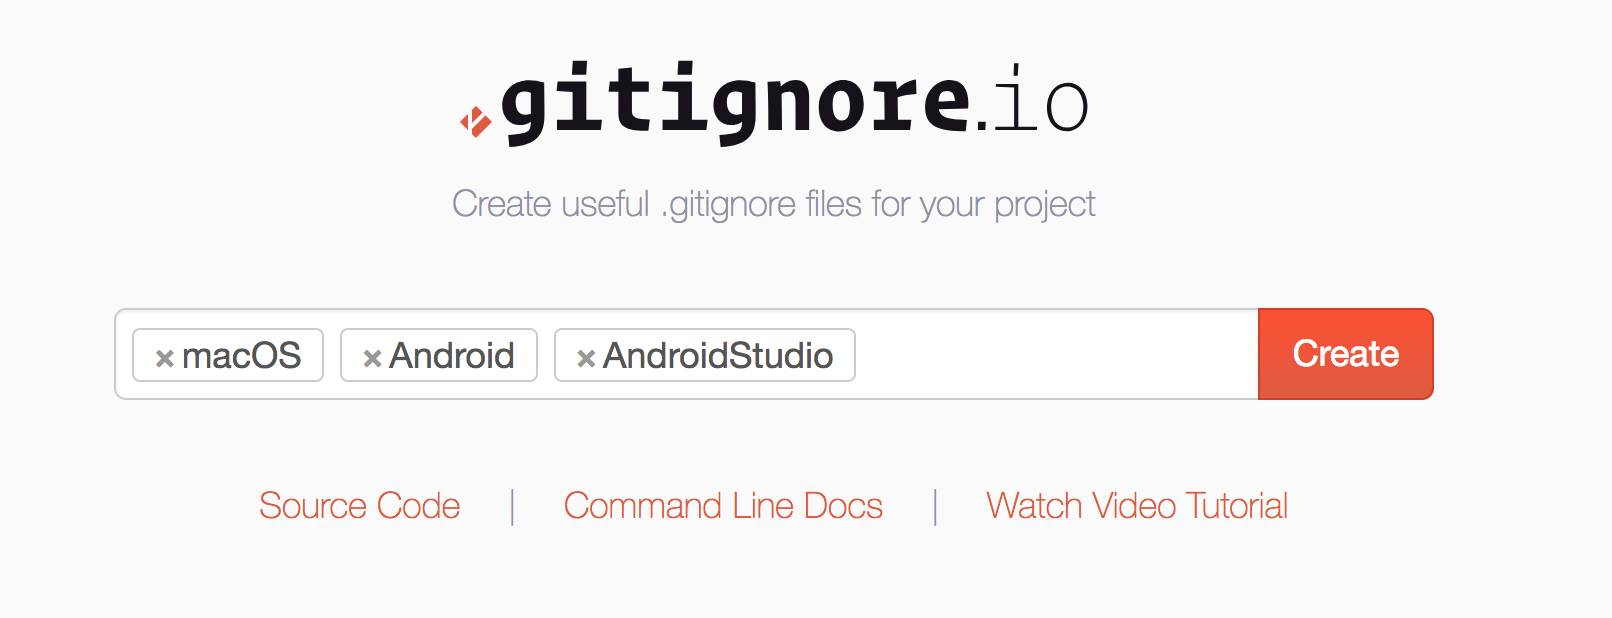 .gitignore.io
Create useful .gitignore files for your project
× macOS × Android × AndroidStudio Create
Source Code | Command Line Docs | Watch Video Tutorial